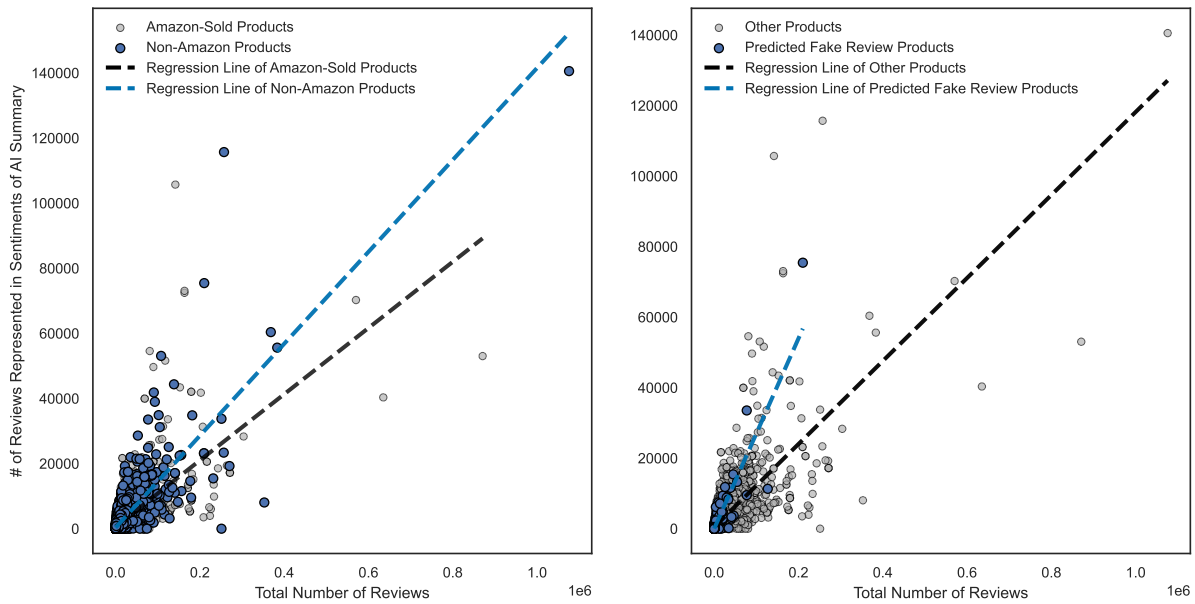 # of Reviews Represented in Sentiments of AI Summary
Amazon-Sold Products
Non-Amazon Products
Regression Line of Amazon-Sold Products
Regression Line of Non-Amazon Products
140000
120000
100000
80000
60000
40000
20000
0
0.0 0.2 0.4 0.6 0.8 1.0
1e6
Total Number of Reviews
Other Products
Predicted Fake Review Products
Regression Line of Other Products
Regression Line of Predicted Fake Review Products
140000
120000
100000
80000
60000
40000
20000
0
0.0 0.2 0.4 0.6 0.8 1.0
1e6
Total Number of Reviews